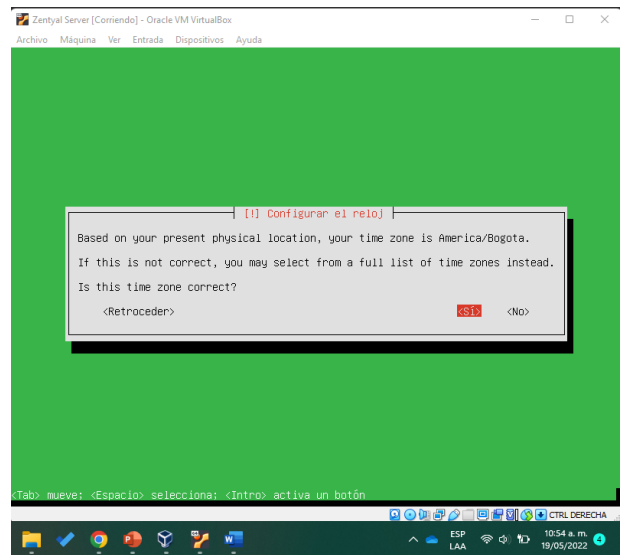 Zentyal Server [Corriendo] - Oracle VM VirtualBox
Archivo Máquina Ver Entrada Dispositivos Ayuda
[!] Configurar el reloj
Based on your present physical location, your time zone is America/Bogota.
If this is not correct, you may select from a full list of time zones instead.
Is this time zone correct?
<Retroceder> <Sí> <No>
<Tab> mueve; <Espacio> selecciona; <Intro> activa un botón
CTRL DERECHA
ESP 10:54 a. m.
LAA 19/05/2022 4